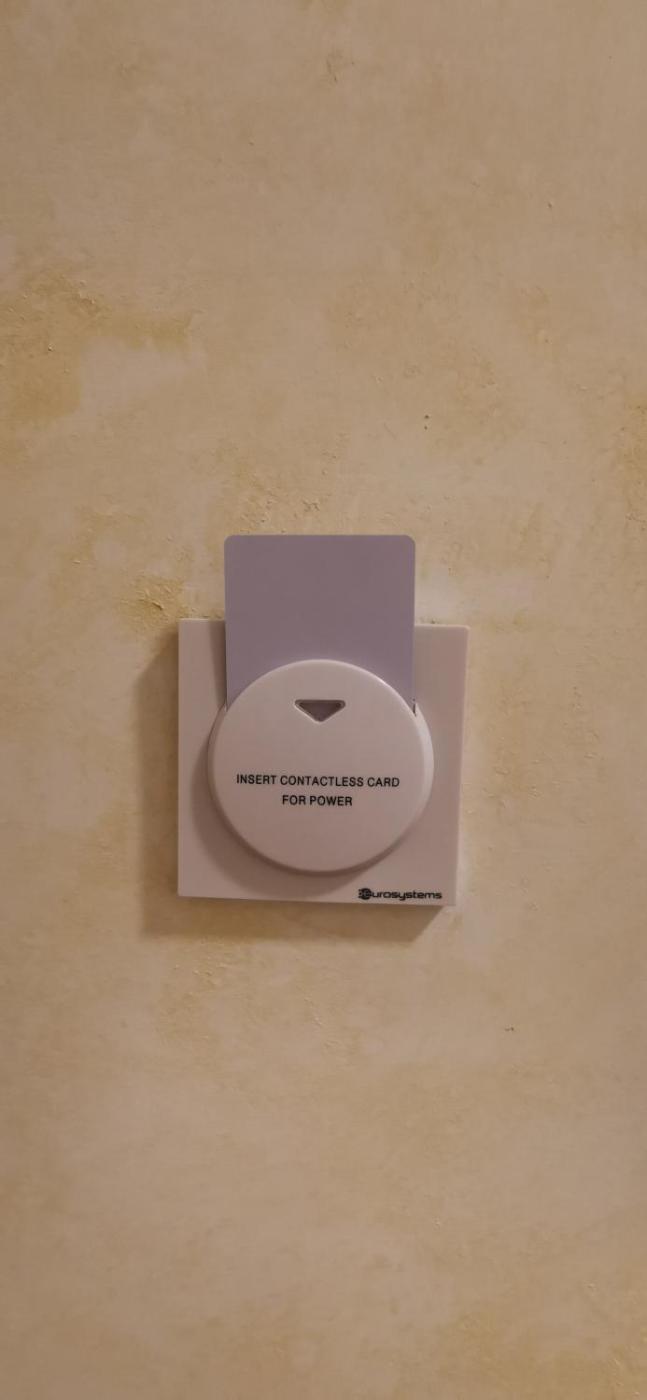 INSERT CONTACTLESS CARD
FOR POWER
eurosystems